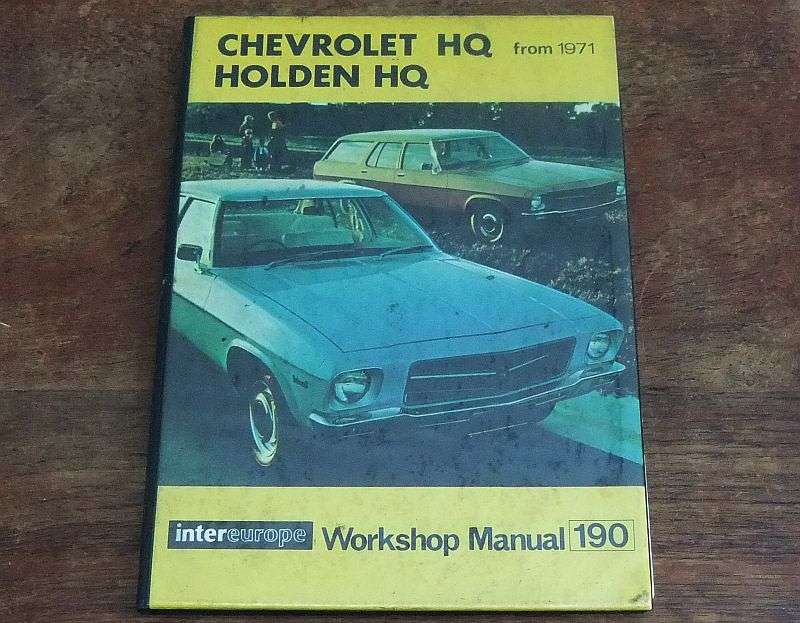 CHEVROLET HQ from 1971
HOLDEN HQ
intereurope Workshop Manual 190